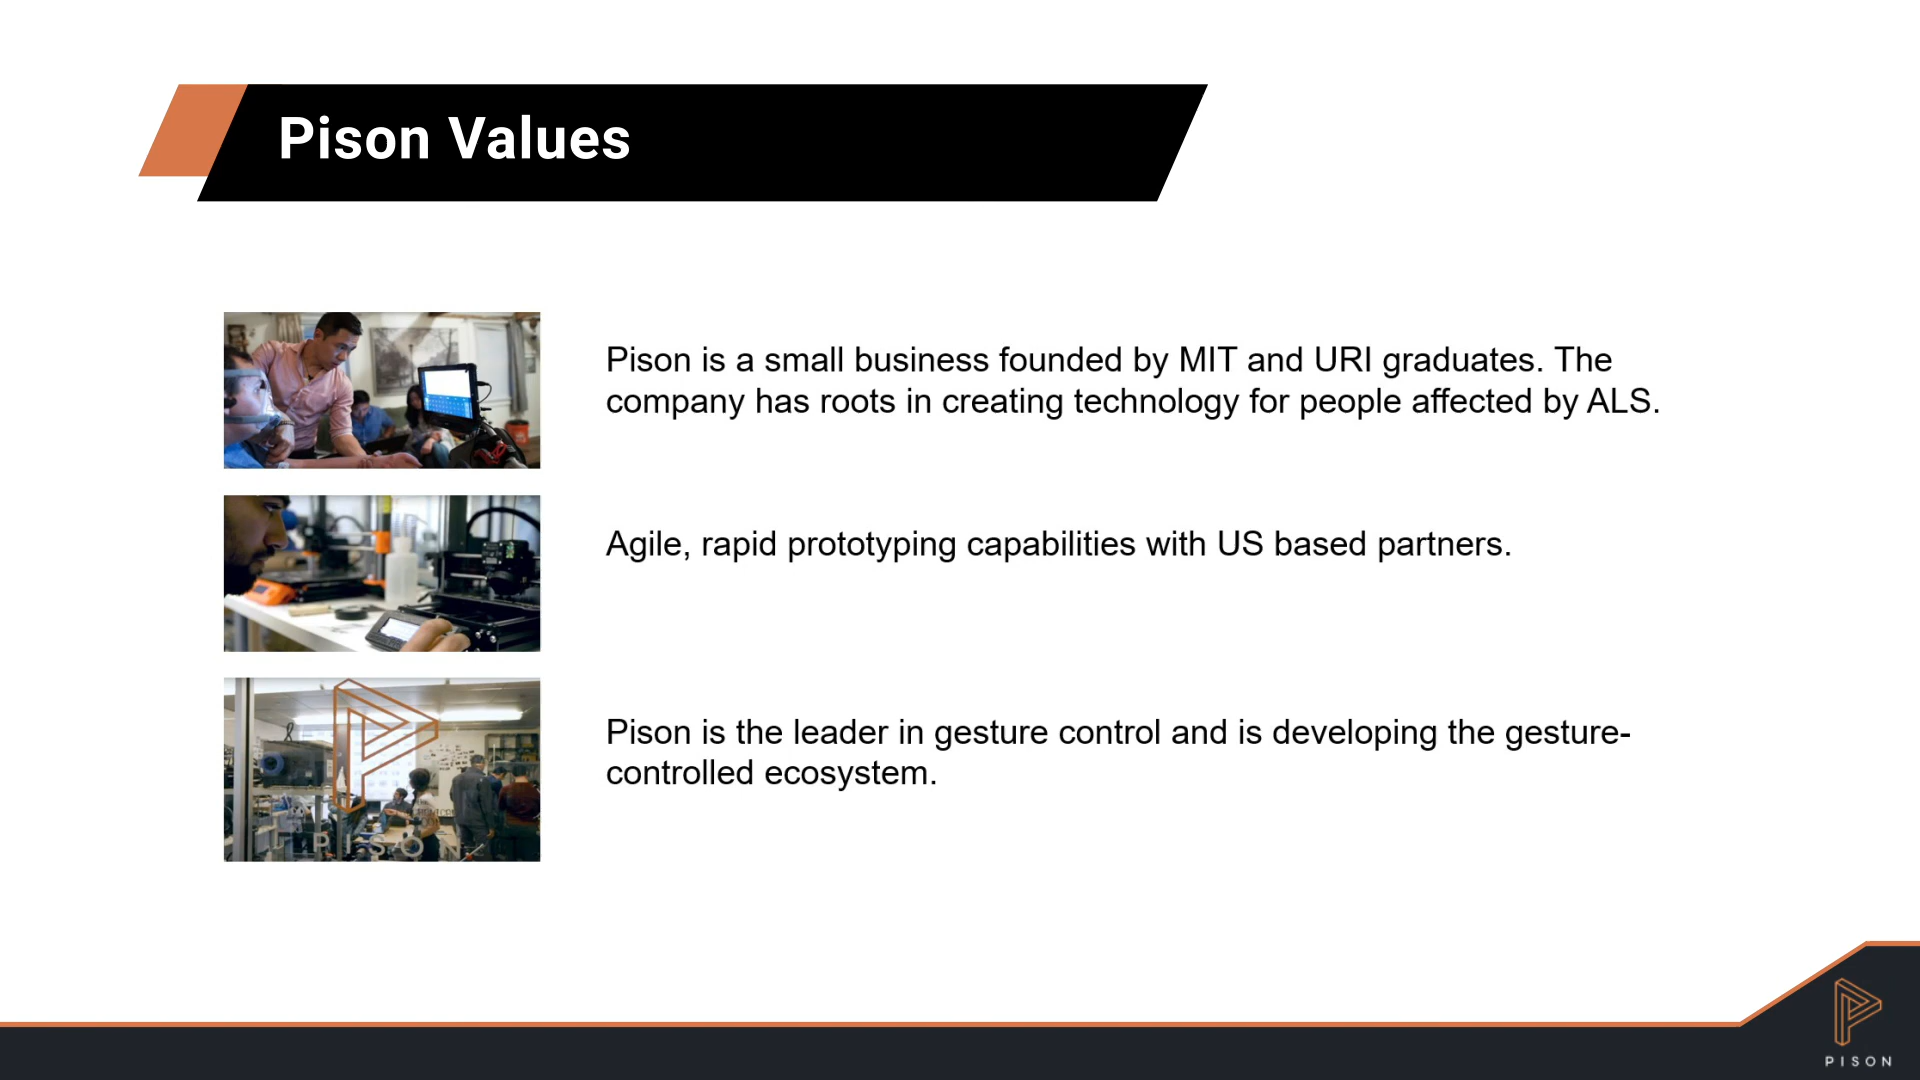 Pison Values
Pison is a small business founded by MIT and URI graduates. The
company has roots in creating technology for people affected by ALS.
Agile, rapid prototyping capabilities with US based partners.
Pison is the leader in gesture control and is developing the gesture-
controlled ecosystem.
PISON
PISON